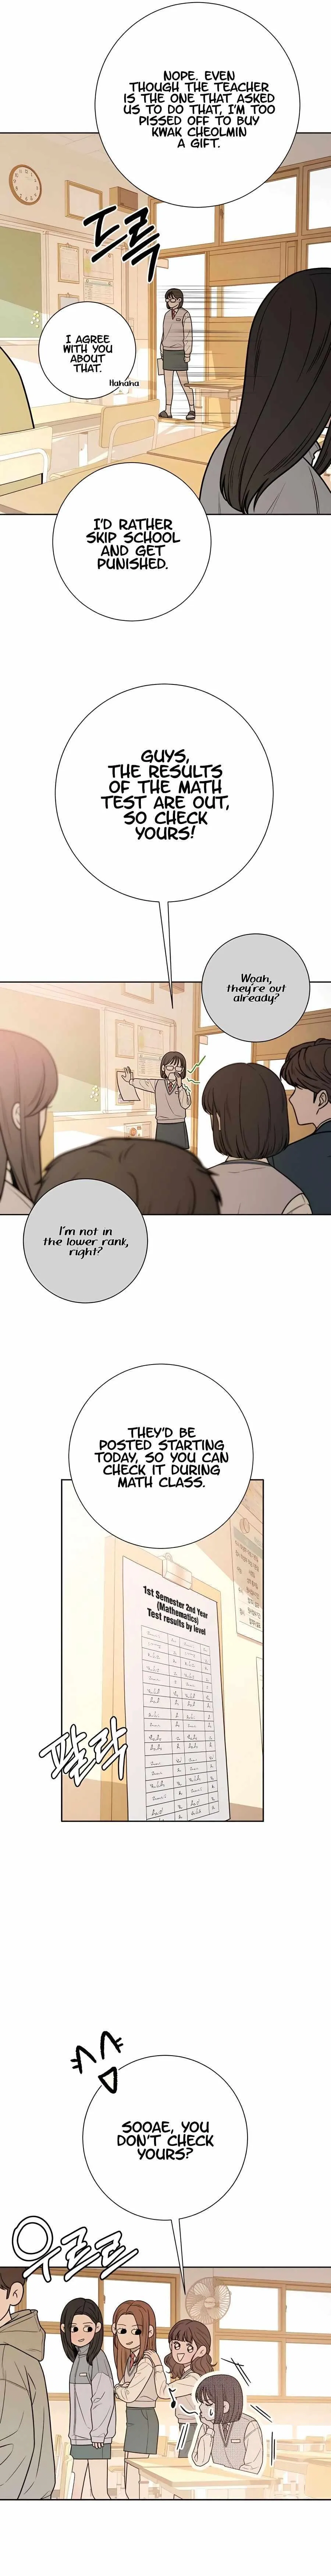 NOPE. EVEN
THOUGH THE TEACHER
IS THE ONE THAT ASKED
US TO DO THAT, I'M TOO
PISSED OFF TO BUY
KWAK CHEOLMIN
A GIFT.
드륵
I AGREE
WITH YOU
ABOUT
THAT.
Hahaha
I'D RATHER
SKIP SCHOOL
AND GET
PUNISHED.
GUYS,
THE RESULTS
OF THE MATH
TEST ARE OUT,
SO CHECK
YOURS!
Woah,
they're out
already?
I'm not in
the lower rank,
right?
THEY'D BE
POSTED STARTING
TODAY, SO YOU CAN
CHECK IT DURING
MATH CLASS.
1st Semester 2nd Year
(Mathematics)
Test results by level
팔락
SOOAE, YOU
DON'T CHECK
YOURS?
우르르